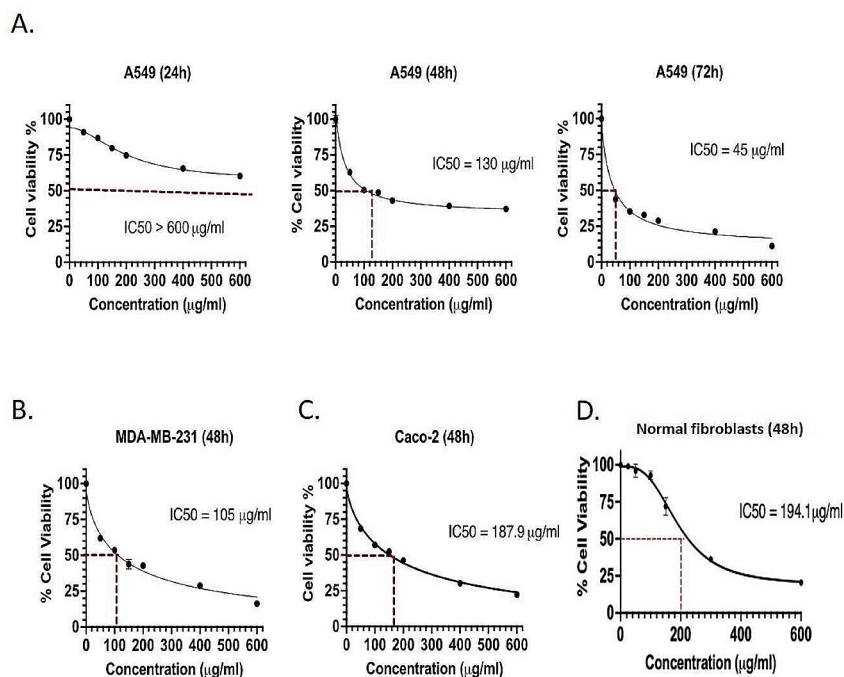 A.
A549 (24h)
Cell viability %
100
75
50
25
0
IC50 > 600 μg/ml
0 100 200 300 400 500 600
Concentration (μg/ml)
A549 (48h)
% Cell viability
100
75
50
25
0
IC50 = 130 μg/ml
0 100 200 300 400 500 600
Concentration (μg/ml)
A549 (72h)
Cell viability %
100
75
50
25
0
IC50 = 45 μg/ml
0 100 200 300 400 500 600
Concentration (μg/ml)
B.
MDA-MB-231 (48h)
% Cell Viability
100
75
50
25
0
IC50 = 105 μg/ml
0 100 200 300 400 500 600
Concentration (μg/ml)
C.
Caco-2 (48h)
Cell viability %
100
75
50
25
0
IC50 = 187.9 μg/ml
0 100 200 300 400 500 600
Concentration (μg/ml)
D.
Normal fibroblasts (48h)
% Cell Viability
100
75
50
25
0
IC50 = 194.1μg/ml
0 200 400 600
Concentration (μg/ml)